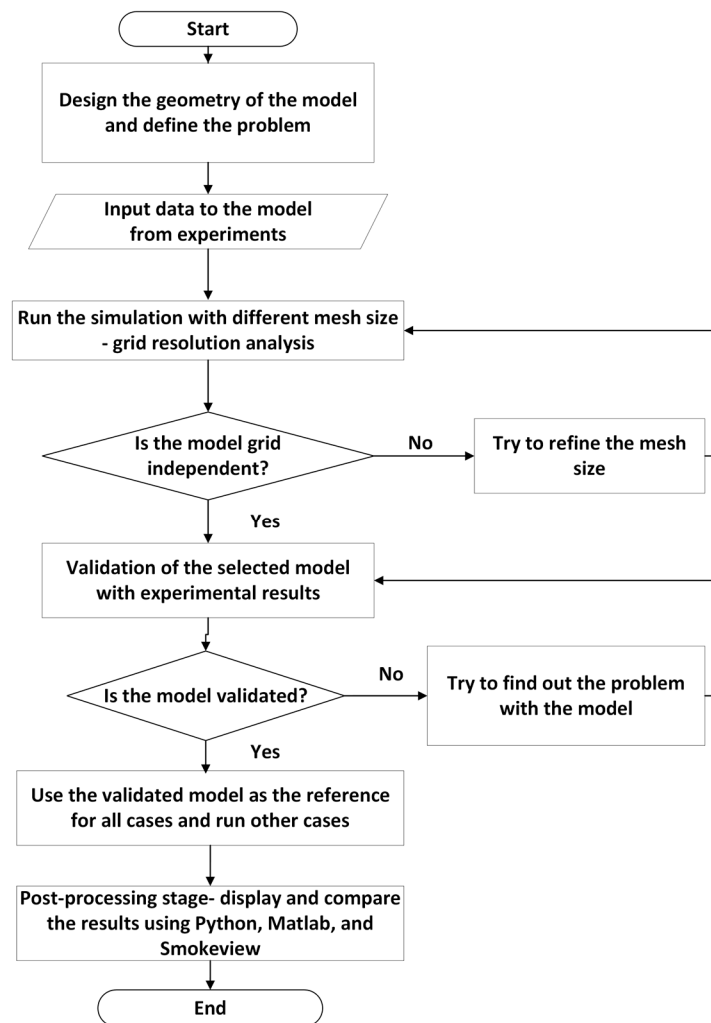 Start
Design the geometry of the model
and define the problem
Input data to the model
from experiments
Run the simulation with different mesh size
- grid resolution analysis
Is the model grid
independent?
No
Try to refine the mesh
size
Yes
Validation of the selected model
with experimental results
Is the model validated?
No
Try to find out the problem
with the model
Yes
Use the validated model as the reference
for all cases and run other cases
Post-processing stage- display and compare
the results using Python, Matlab, and
Smokeview
End